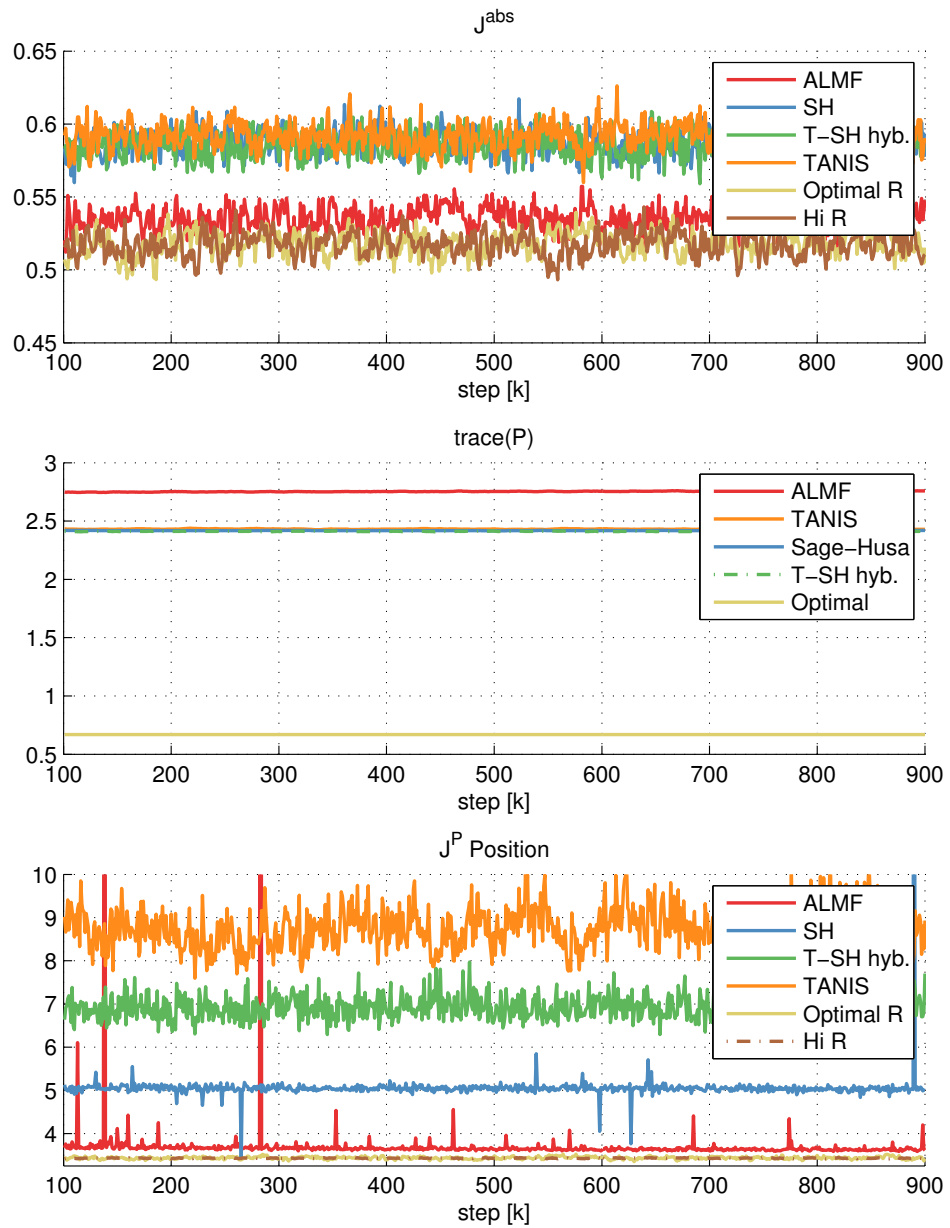 J^abs
0.65
0.6
0.55
0.5
0.45
ALMF
SH
T−SH hyb.
TANIS
Optimal R
Hi R
100 200 300 400 500 600 700 800 900
step [k]
trace(P)
3
2.5
2
1.5
1
0.5
ALMF
TANIS
Sage−Husa
T−SH hyb.
Optimal
100 200 300 400 500 600 700 800 900
step [k]
J^P Position
10
9
8
7
6
5
4
ALMF
SH
T−SH hyb.
TANIS
Optimal R
Hi R
100 200 300 400 500 600 700 800 900
step [k]